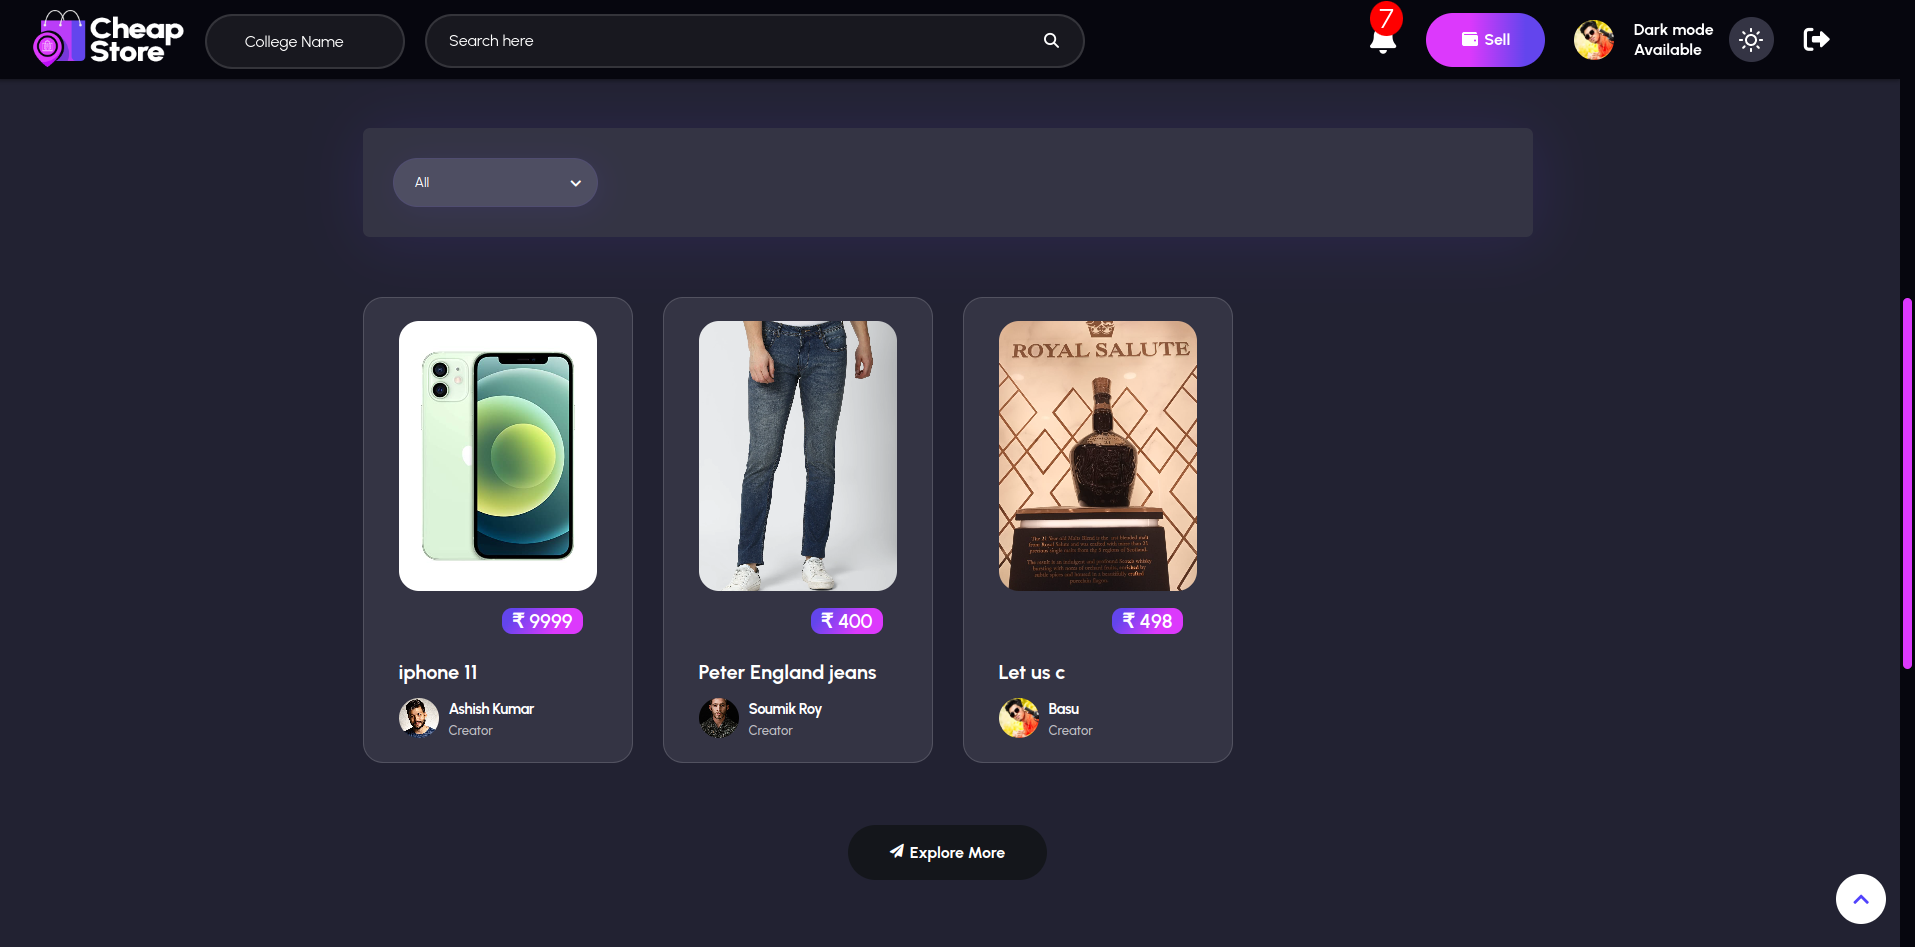 Cheap
Store
College Name
Search here
7
Sell
Dark mode
Available
All
ROYAL SALUTE
₹ 9999
₹ 400
₹ 498
iphone 11
Peter England jeans
Let us c
Ashish Kumar
Creator
Soumik Roy
Creator
Basu
Creator
Explore More